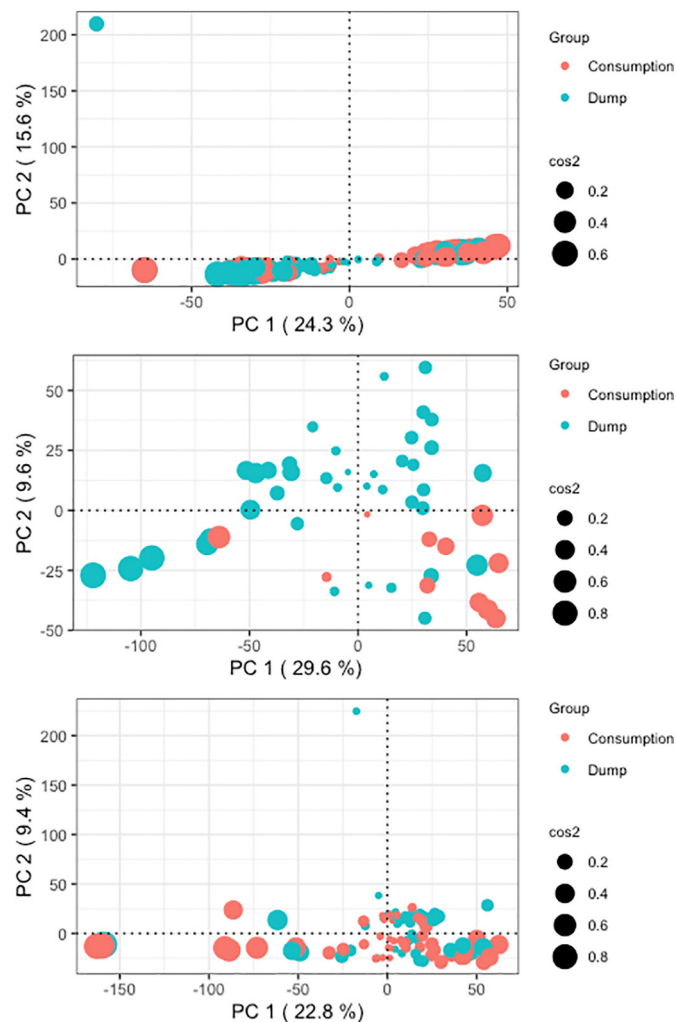 200
150
100
50
0
PC 2 ( 15.6 %)
-50 0 50
PC 1 ( 24.3 %)
Group
Consumption
Dump
cos2
0.2
0.4
0.6
50
25
0
-25
-50
PC 2 ( 9.6 %)
-100 -50 0 50
PC 1 ( 29.6 %)
Group
Consumption
Dump
cos2
0.2
0.4
0.6
0.8
200
150
100
50
0
PC 2 ( 9.4 %)
-150 -100 -50 0 50
PC 1 ( 22.8 %)
Group
Consumption
Dump
cos2
0.2
0.4
0.6
0.8